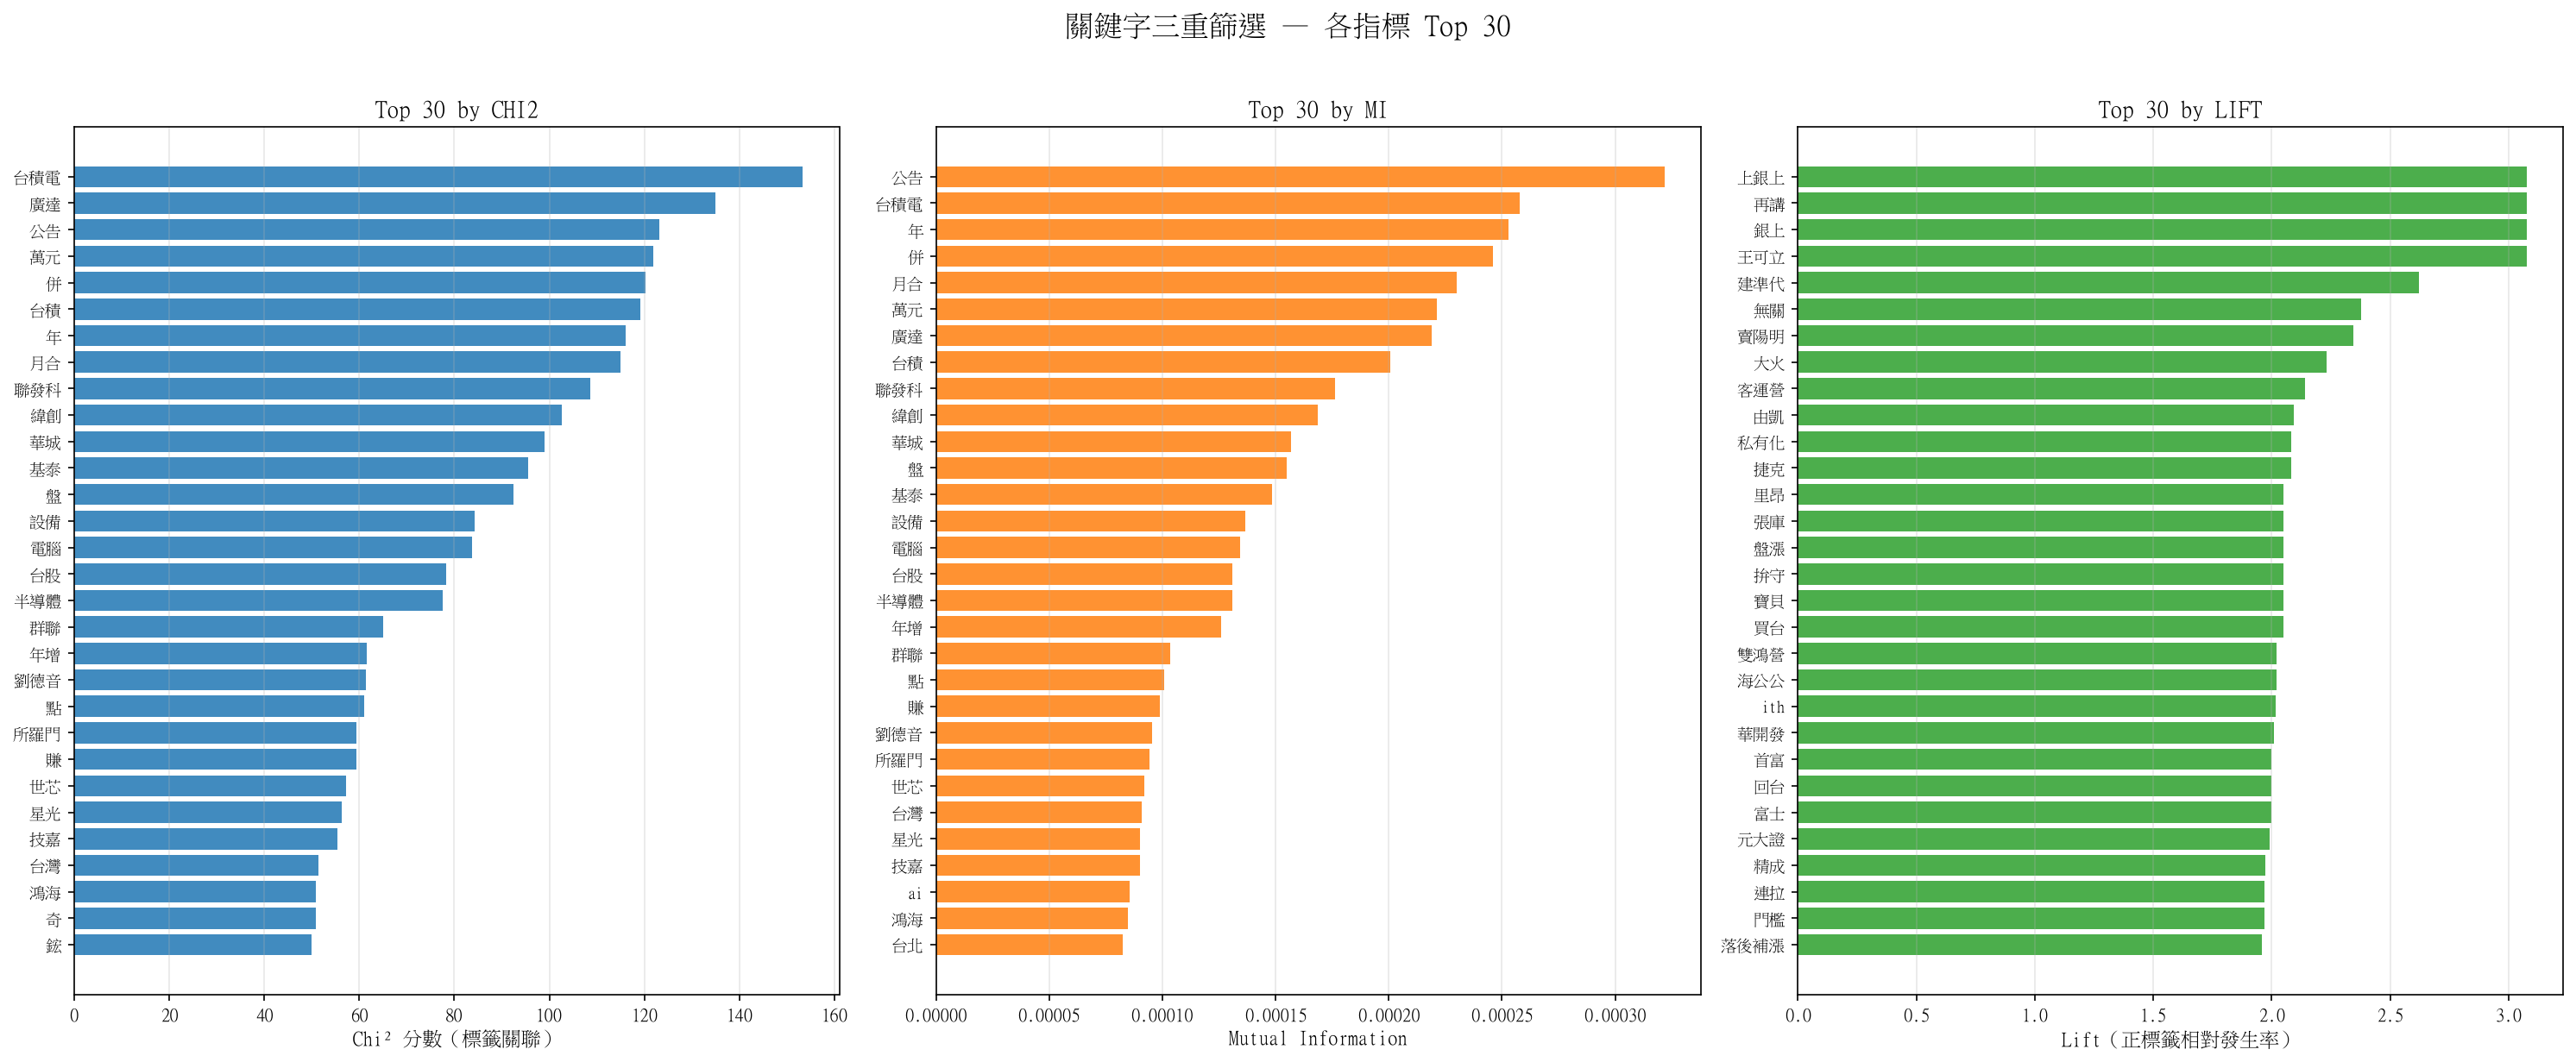 關鍵字三重篩選 — 各指標 Top 30
Top 30 by CHI2
台積電
廣達
公告
萬元
併
台積
年
月合
聯發科
緯創
華城
基泰
盤
設備
電腦
台股
半導體
群聯
年增
劉德音
點
所羅門
賺
世芯
星光
技嘉
台灣
鴻海
奇
鋐
0 20 40 60 80 100 120 140 160
Chi² 分數（標籤關聯）
Top 30 by MI
公告
台積電
年
併
月合
萬元
廣達
台積
聯發科
緯創
華城
盤
基泰
設備
電腦
台股
半導體
年增
群聯
點
賺
劉德音
所羅門
世芯
台灣
星光
技嘉
ai
鴻海
台北
0.00000 0.00005 0.00010 0.00015 0.00020 0.00025 0.00030
Mutual Information
Top 30 by LIFT
上銀上
再講
銀上
王可立
建準代
無關
賣陽明
大火
客運營
由凱
私有化
捷克
里昂
張庫
盤漲
拚守
寶貝
買台
雙鴻營
海公公
ith
華開發
首富
回台
富士
元大證
精成
連拉
門檻
落後補漲
0.0 0.5 1.0 1.5 2.0 2.5 3.0
Lift（正標籤相對發生率）